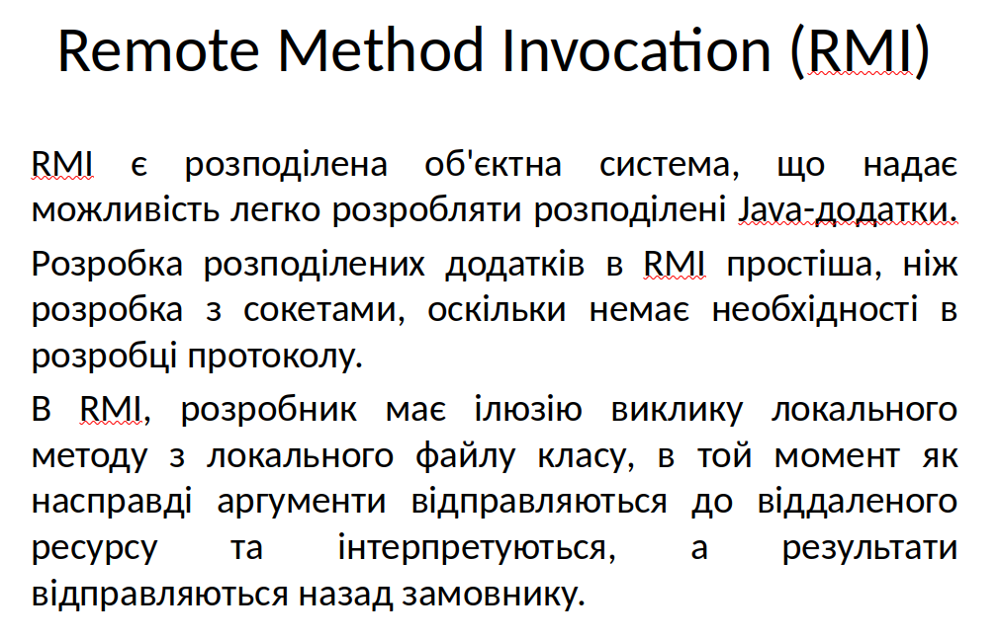 Remote Method Invocation (RMI)
RMI є розподілена об'єктна система, що надає
можливість легко розробляти розподілені Java-додатки.
Розробка розподілених додатків в RMI простіша, ніж
розробка з сокетами, оскільки немає необхідності в
розробці протоколу.
В RMI, розробник має ілюзію виклику локального
методу з локального файлу класу, в той момент як
насправді аргументи відправляються до віддаленого
ресурсу та інтерпретуються, а результати
відправляються назад замовнику.